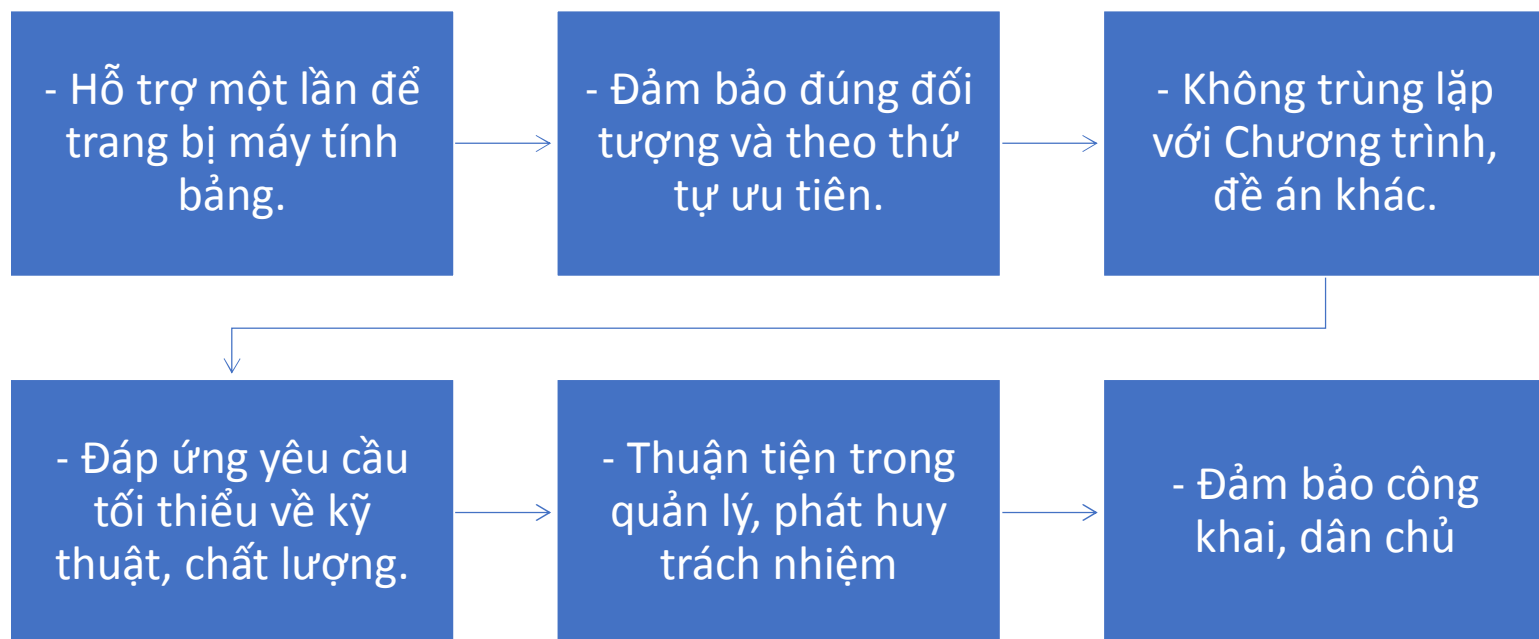 - Hỗ trợ một lần để
trang bị máy tính
bảng.
- Đảm bảo đúng đối
tượng và theo thứ
tự ưu tiên.
- Không trùng lặp
với Chương trình,
đề án khác.
- Đáp ứng yêu cầu
tối thiểu về kỹ
thuật, chất lượng.
- Thuận tiện trong
quản lý, phát huy
trách nhiệm
- Đảm bảo công
khai, dân chủ